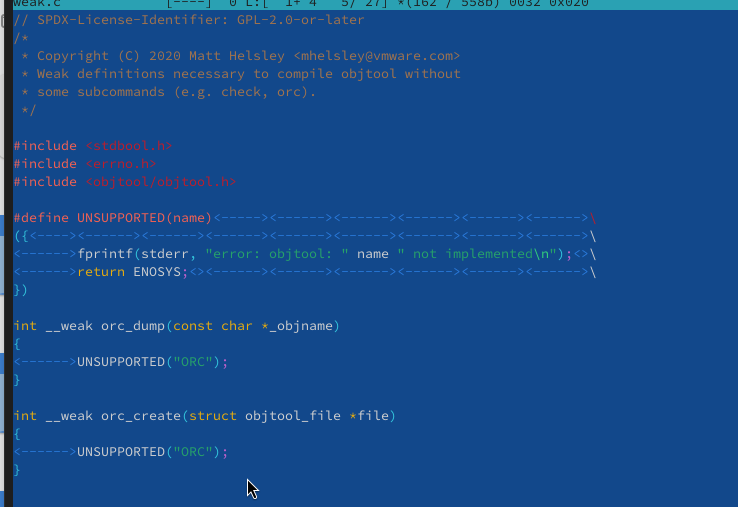 weak.c [----] 0 L:[ 1+ 4 5/ 27] *(162 / 558b) 0032 0x020
// SPDX-License-Identifier: GPL-2.0-or-later
/*
 * Copyright (C) 2020 Matt Helsley <mhelsley@vmware.com>
 * Weak definitions necessary to compile objtool without
 * some subcommands (e.g. check, orc).
 */
#include <stdbool.h>
#include <errno.h>
#include <objtool/objtool.h>
#define UNSUPPORTED(name)<-----><------><------><------><------><------>\
({<----><------><------><------><------><------><------><------><------>\
<------>fprintf(stderr, "error: objtool: " name " not implemented\n");<>\
<------>return ENOSYS;<><------><------><------><------><------><------>\
})
int __weak orc_dump(const char *_objname)
{
<------>UNSUPPORTED("ORC");
}
int __weak orc_create(struct objtool_file *file)
{
<------>UNSUPPORTED("ORC");
}